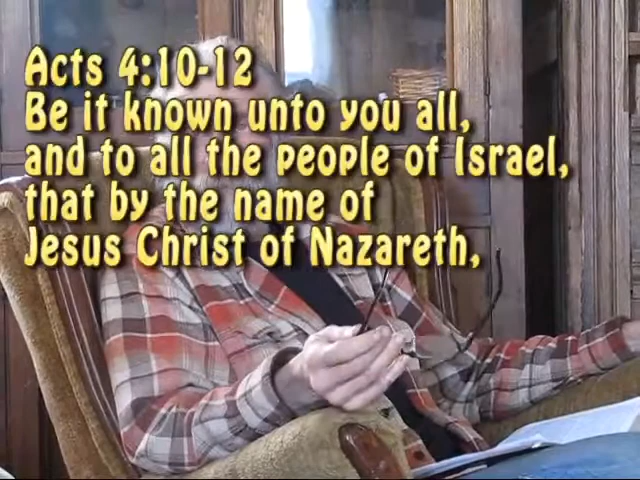 Acts 4:10-12
Be it known unto you all,
and to all the people of Israel,
that by the name of
Jesus Christ of Nazareth,